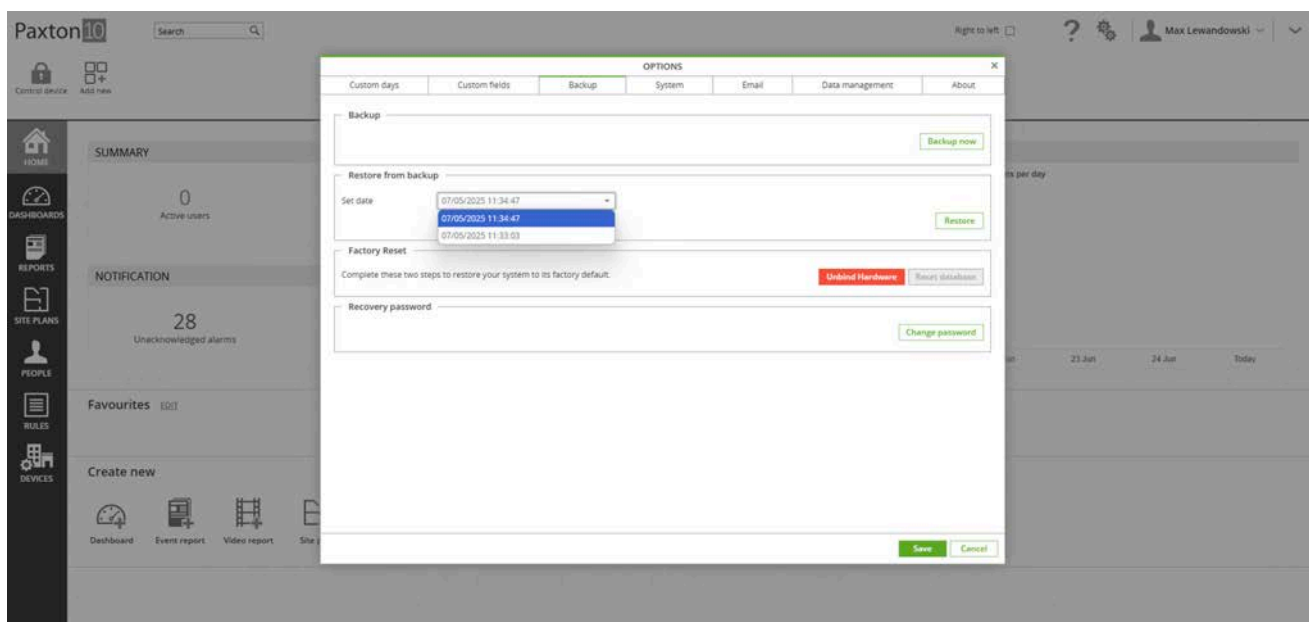 Paxton10
Search
Right to left
Max Lewandowski
Control device
Add new
OPTIONS
Custom days
Custom fields
Backup
System
Email
Data management
About
Backup
Backup now
Restore from backup
Set date
07/05/2025 11:34:47
07/05/2025 11:34:47
07/05/2025 11:33:03
Restore
Factory Reset
Complete these two steps to restore your system to its factory default.
Unbind Hardware
Reset database
Recovery password
Change password
Save
Cancel
HOME
DASHBOARDS
REPORTS
SITE PLANS
PEOPLE
RULES
DEVICES
SUMMARY
0
Active users
NOTIFICATION
28
Unacknowledged alarms
per day
23 Jun
24 Jun
Today
Favourites EDIT
Create new
Dashboard
Event report
Video report
Site